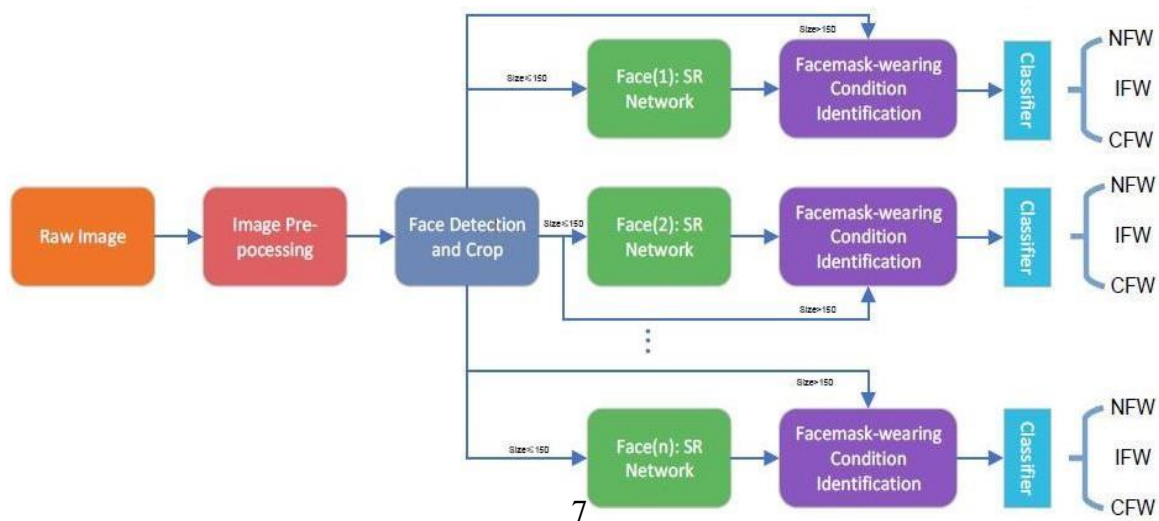 Size>150
Size≤150
Face(1): SR
Network
Facemask-wearing
Condition
Identification
Classifier
NFW
IFW
CFW
Raw Image
Image Pre-
pocessing
Face Detection
and Crop
Size≤150
Face(2): SR
Network
Facemask-wearing
Condition
Identification
Classifier
NFW
IFW
CFW
Size>150
Size>150
Size≤150
Face(n): SR
Network
Facemask-wearing
Condition
Identification
Classifier
NFW
IFW
CFW
7